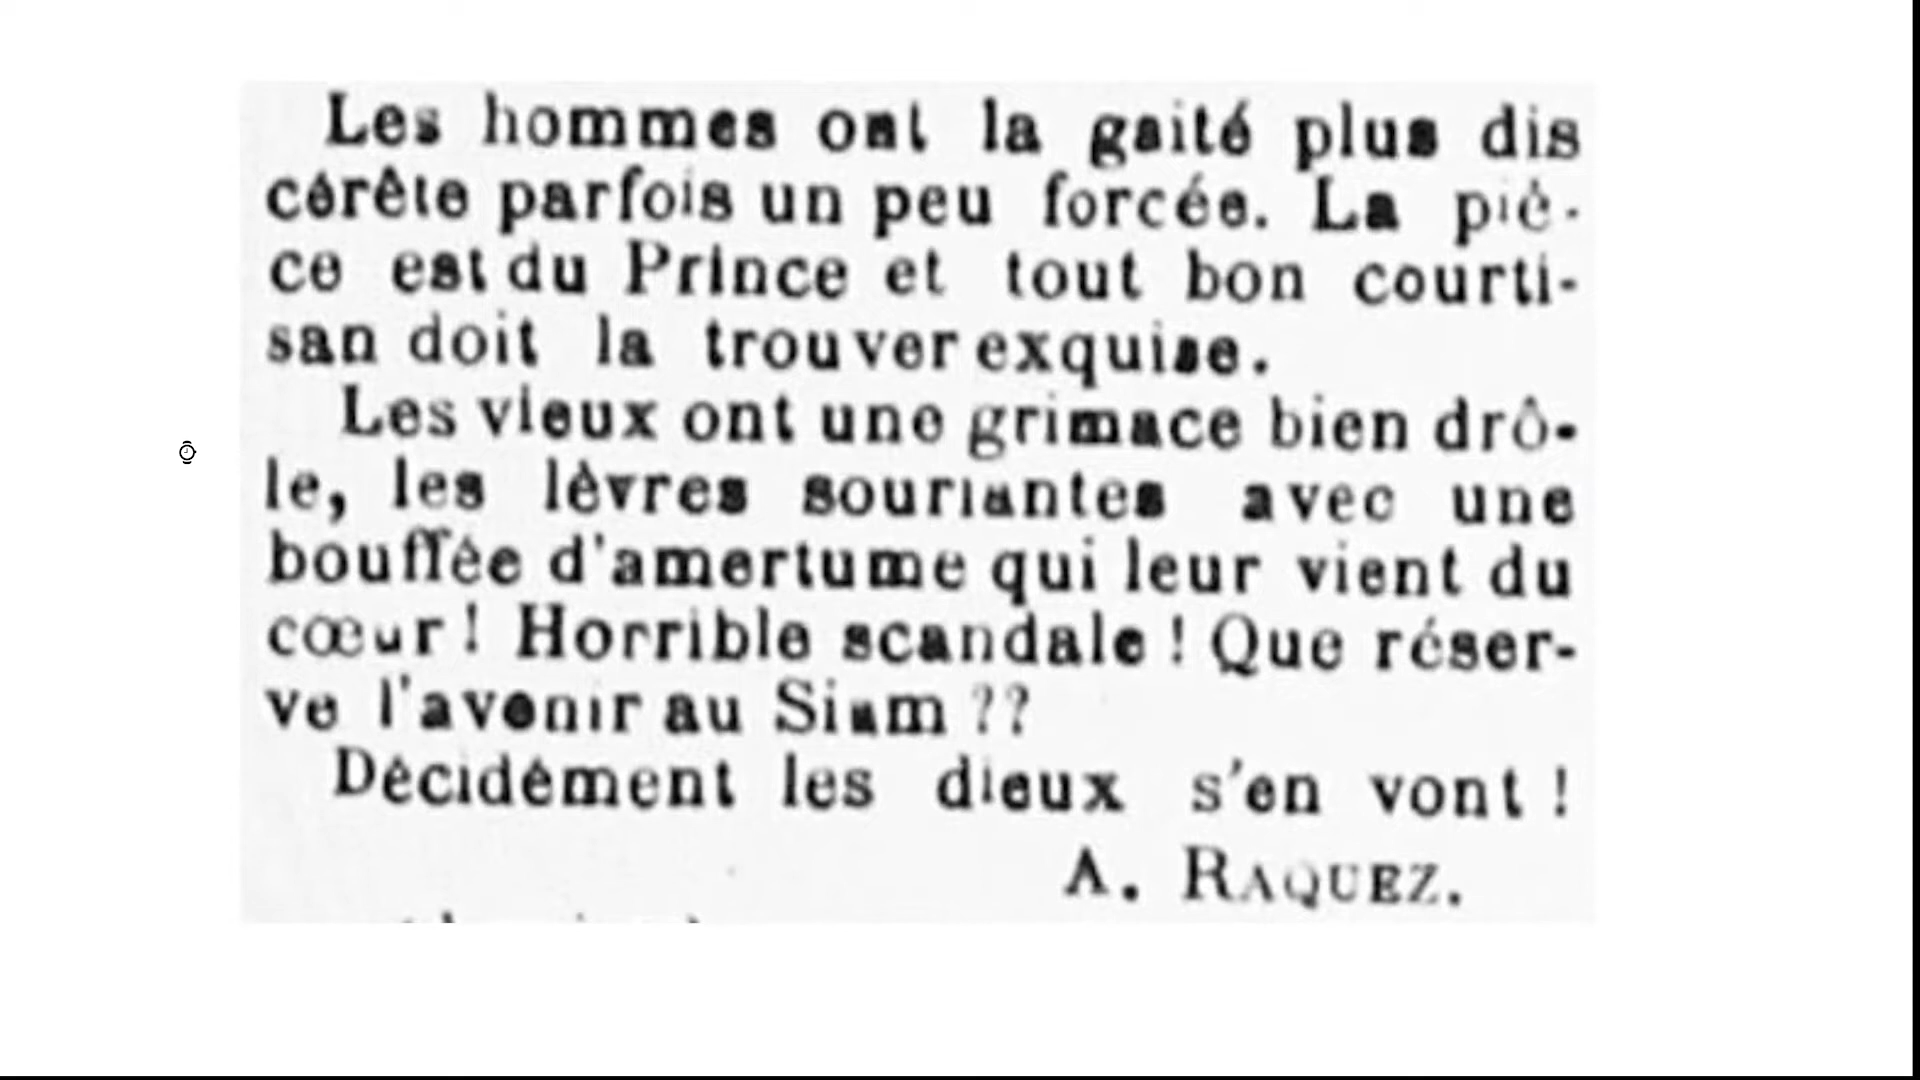 Les hommes ont la gaité plus dis
cérête parfois un peu forcée. La piè-
ce est du Prince et tout bon courti-
san doit la trouver exquise.
Les vieux ont une grimace bien drô-
le, les lèvres souriantes avec une
bouffée d'amertume qui leur vient du
cœur ! Horrible scandale ! Que réser-
ve l'avenir au Siam ??
Décidément les dieux s'en vont !
A. RAQUEZ.